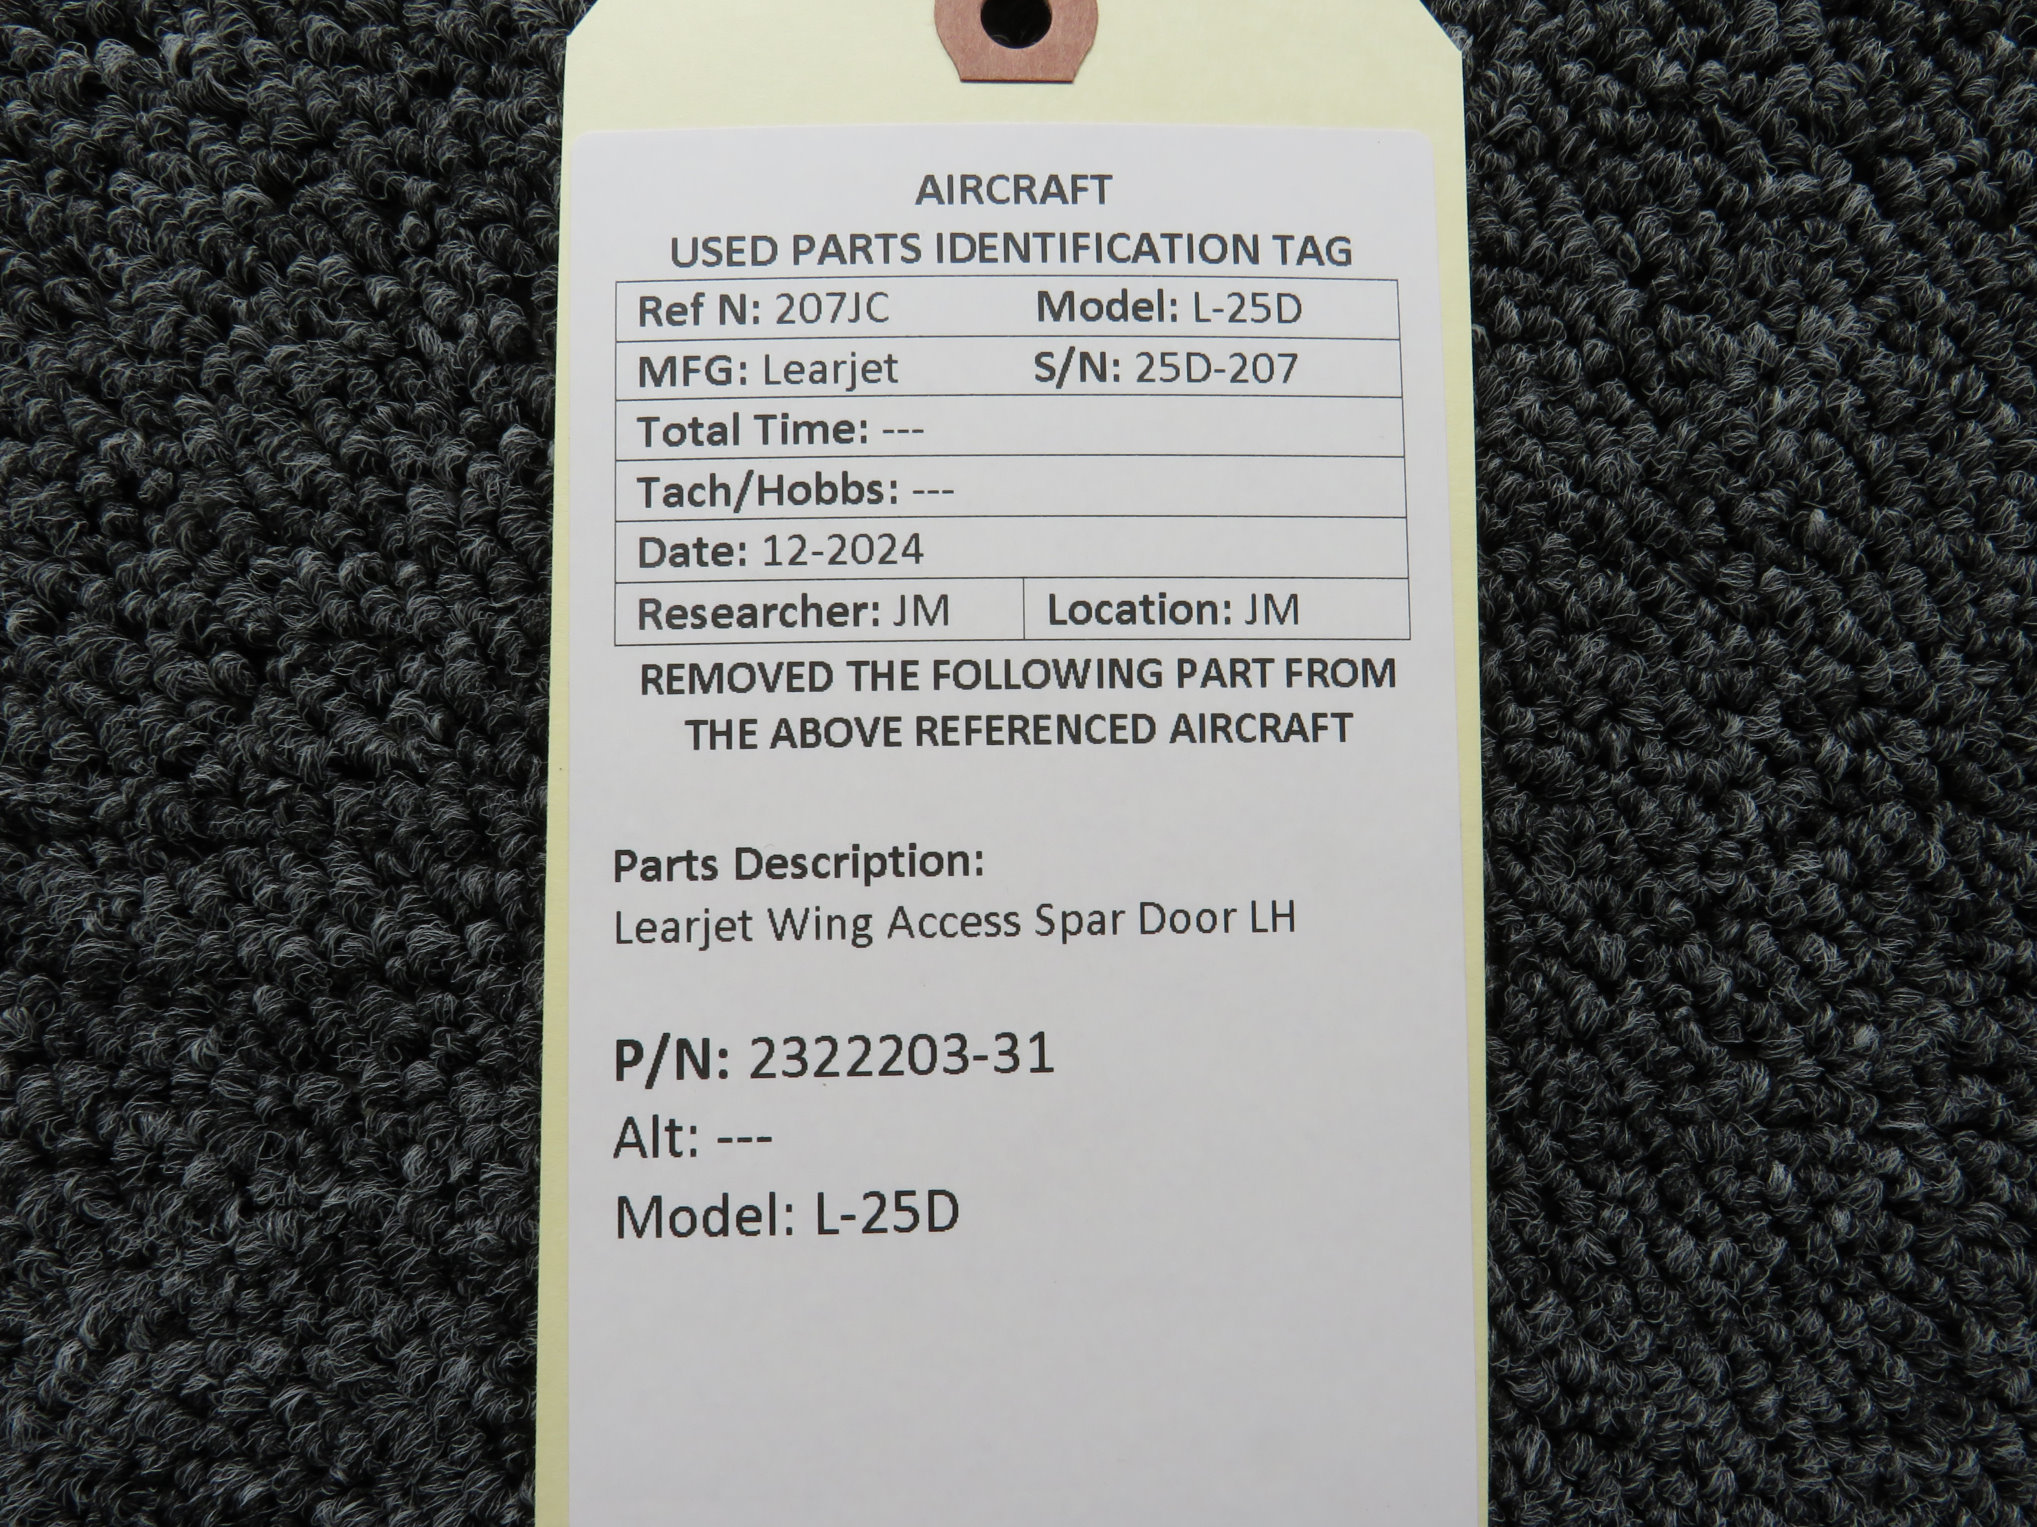 AIRCRAFT
USED PARTS IDENTIFICATION TAG
Ref N: 207JC Model: L-25D
MFG: Learjet S/N: 25D-207
Total Time: ---
Tach/Hobbs: ---
Date: 12-2024
Researcher: JM Location: JM
REMOVED THE FOLLOWING PART FROM
THE ABOVE REFERENCED AIRCRAFT
Parts Description:
Learjet Wing Access Spar Door LH
P/N: 2322203-31
Alt: ---
Model: L-25D